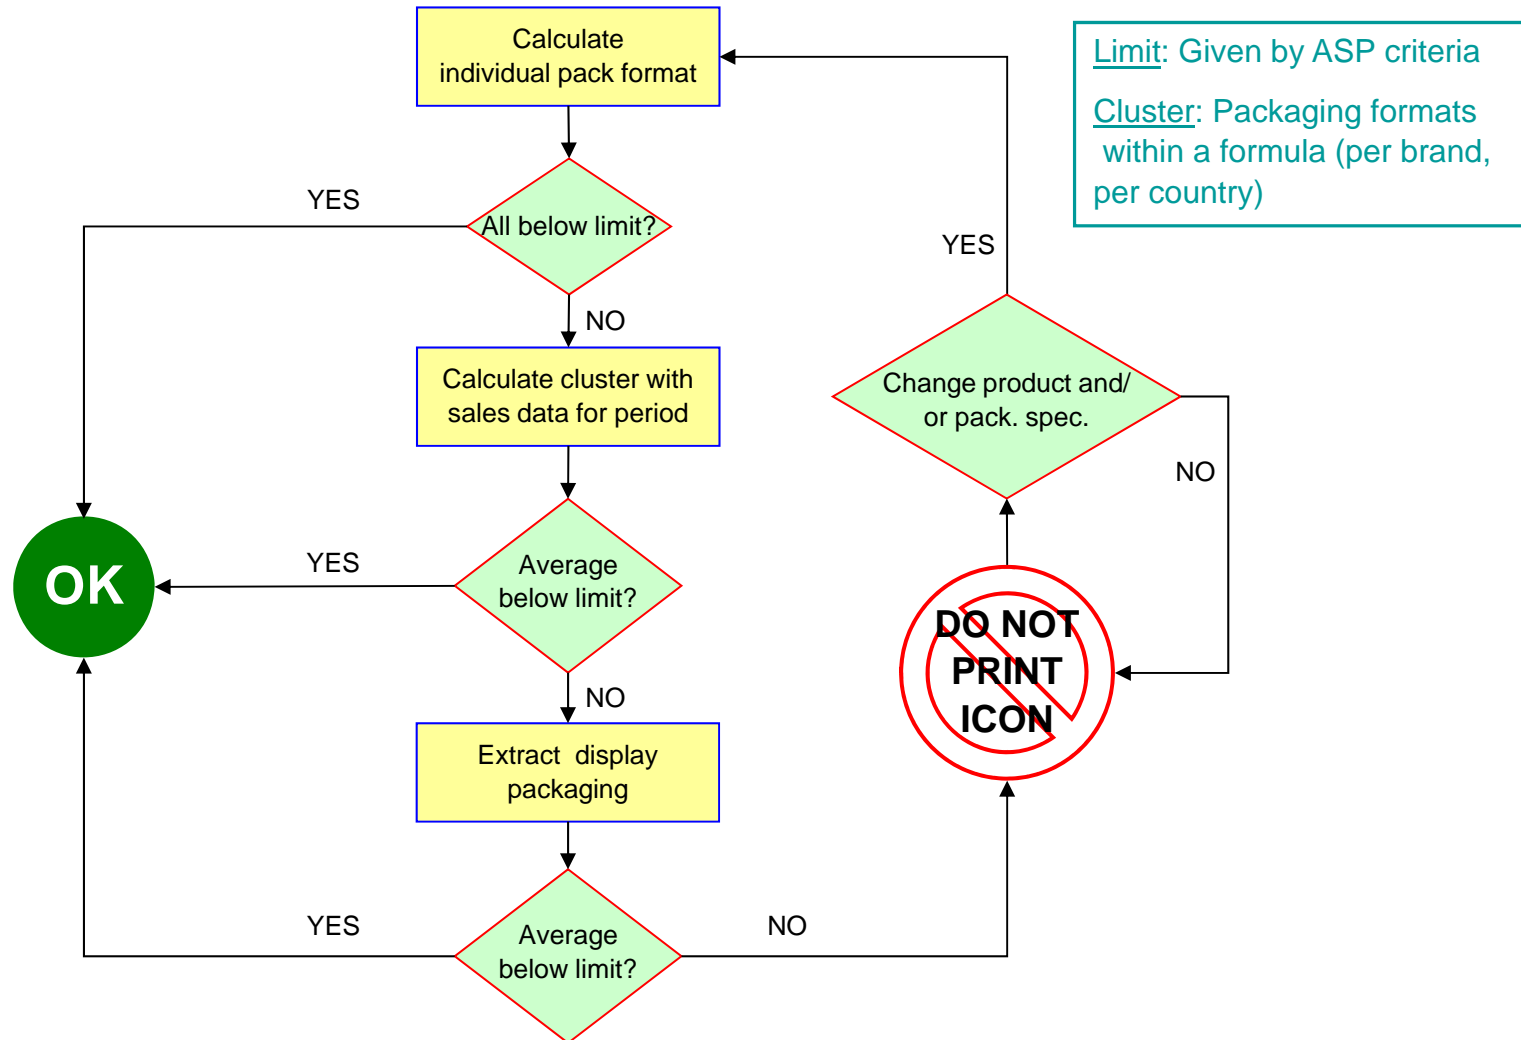 Calculate
individual pack format
Limit: Given by ASP criteria
Cluster: Packaging formats
within a formula (per brand,
per country)
YES
All below limit?
YES
NO
Calculate cluster with
sales data for period
Change product and/
or pack. spec.
NO
OK
YES
Average
below limit?
DO NOT
PRINT
ICON
NO
Extract display
packaging
YES
Average
below limit?
NO